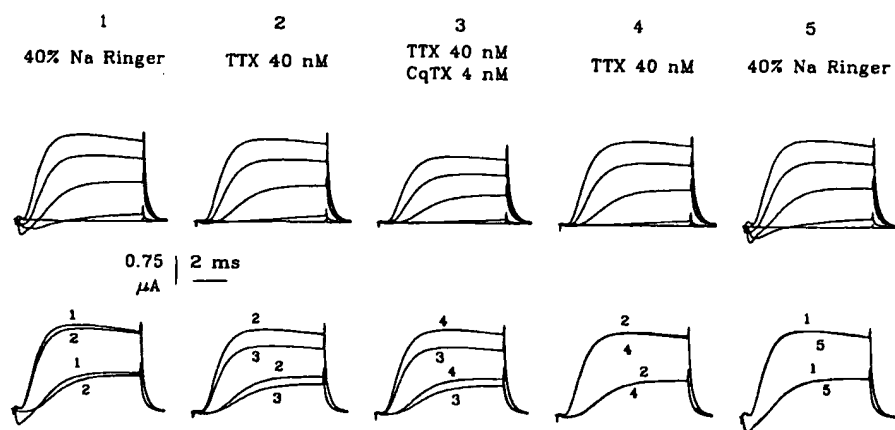 1 2 3 4 5
40% Na Ringer TTX 40 nM TTX 40 nM TTX 40 nM 40% Na Ringer
CqTX 4 nM
0.75 2 ms
μA
1 2 4 2 1
2 3 3 4 5
1 2 4 2 1
2 3 3 4 5